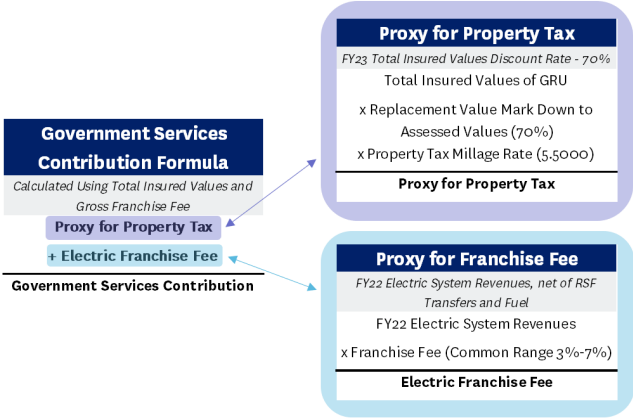 Government Services
Contribution Formula
Calculated Using Total Insured Values and
Gross Franchise Fee
Proxy for Property Tax
+ Electric Franchise Fee
Government Services Contribution
Proxy for Property Tax
FY23 Total Insured Values Discount Rate - 70%
Total Insured Values of GRU
x Replacement Value Mark Down to
Assessed Values (70%)
x Property Tax Millage Rate (5.5000)
Proxy for Property Tax
Proxy for Franchise Fee
FY22 Electric System Revenues, net of RSF
Transfers and Fuel
FY22 Electric System Revenues
x Franchise Fee (Common Range 3%-7%)
Electric Franchise Fee